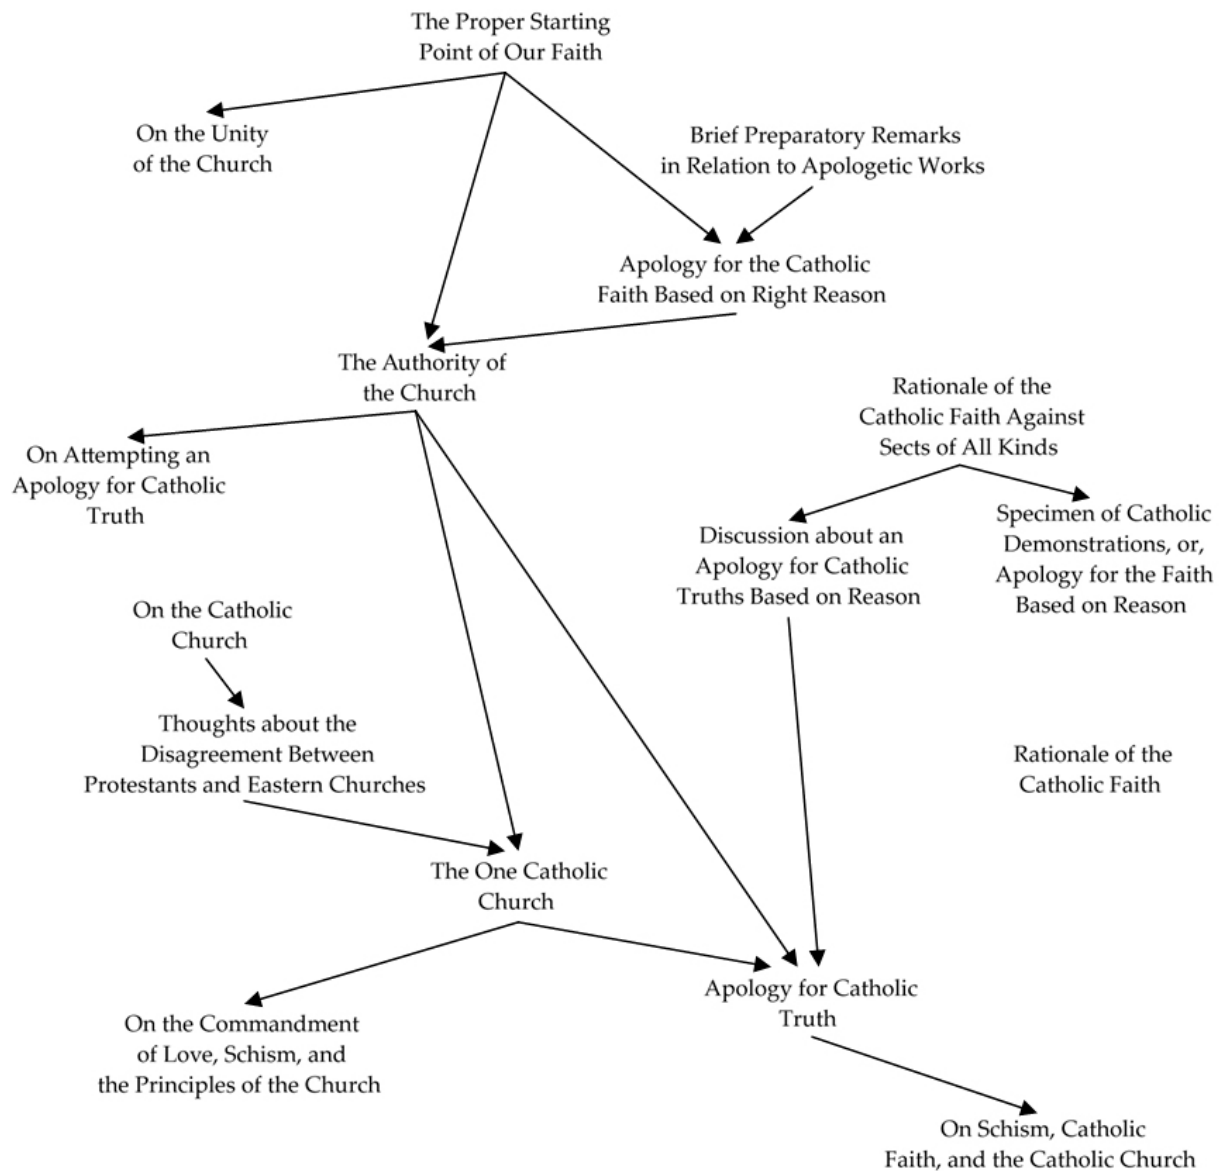 The Proper Starting
Point of Our Faith
On the Unity
of the Church
Brief Preparatory Remarks
in Relation to Apologetic Works
Apology for the Catholic
Faith Based on Right Reason
The Authority of
the Church
Rationale of the
Catholic Faith Against
Sects of All Kinds
On Attempting an
Apology for Catholic
Truth
Discussion about an
Apology for Catholic
Truths Based on Reason
Specimen of Catholic
Demonstrations, or,
Apology for the Faith
Based on Reason
On the Catholic
Church
Thoughts about the
Disagreement Between
Protestants and Eastern Churches
Rationale of the
Catholic Faith
The One Catholic
Church
Apology for Catholic
Truth
On the Commandment
of Love, Schism, and
the Principles of the Church
On Schism, Catholic
Faith, and the Catholic Church